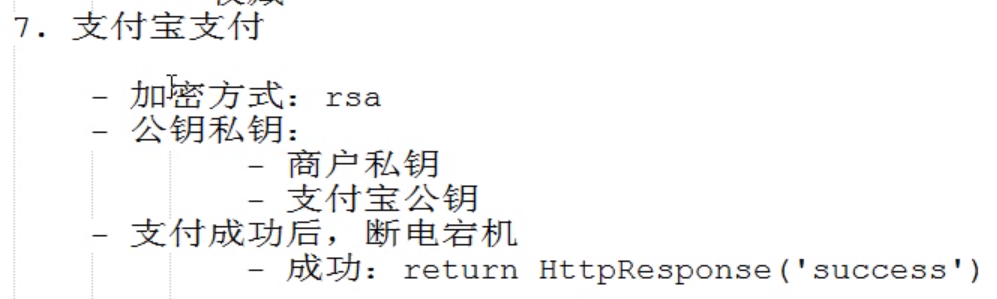 7. 支付宝支付
- 加密方式：rsa
- 公钥私钥：
- 商户私钥
- 支付宝公钥
- 支付成功后，断电宕机
- 成功：return HttpResponse('success')